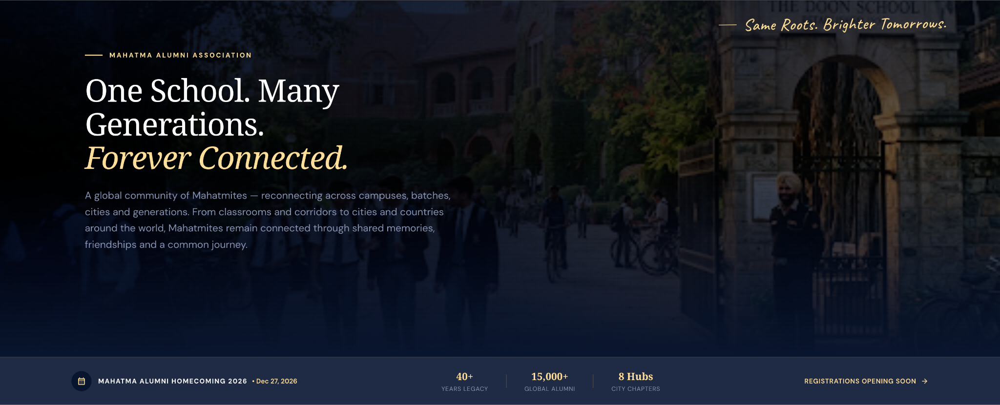 THE DOON SCHOOL
Same Roots. Brighter Tomorrows.
MAHATMA ALUMNI ASSOCIATION
One School. Many
Generations.
Forever Connected.
A global community of Mahatmites — reconnecting across campuses, batches,
cities and generations. From classrooms and corridors to cities and countries
around the world, Mahatmites remain connected through shared memories,
friendships and a common journey.
MAHATMA ALUMNI HOMECOMING 2026 • Dec 27, 2026
40+
YEARS LEGACY
15,000+
GLOBAL ALUMNI
8 Hubs
CITY CHAPTERS
REGISTRATIONS OPENING SOON →